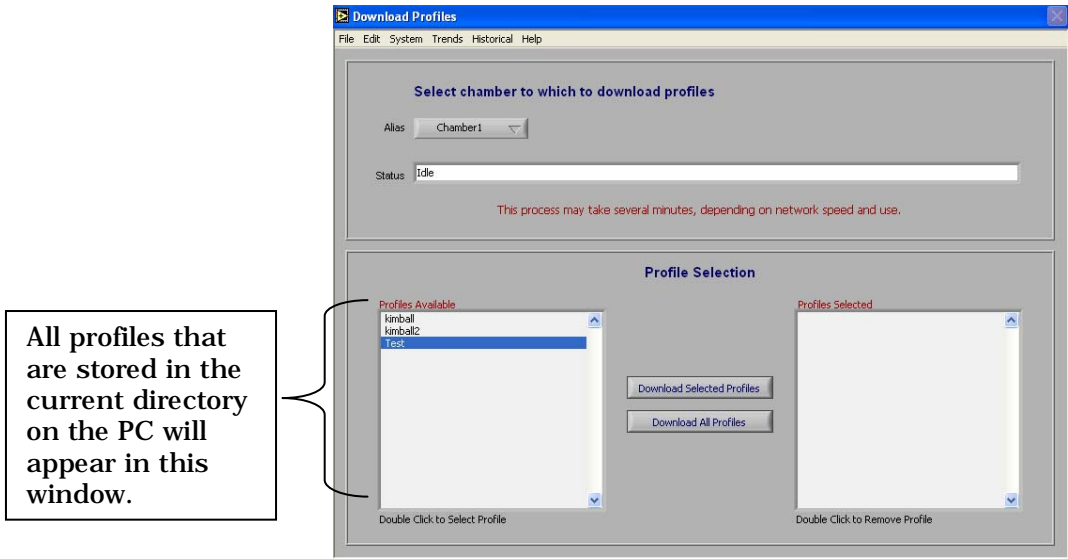 Download Profiles
File Edit System Trends Historical Help
Select chamber to which to download profiles
Alias Chamber1
Status Idle
This process may take several minutes, depending on network speed and use.
Profile Selection
Profiles Available
kimball
kimball2
Test
Double Click to Select Profile
Download Selected Profiles
Download All Profiles
Profiles Selected
Double Click to Remove Profile
All profiles that
are stored in the
current directory
on the PC will
appear in this
window.